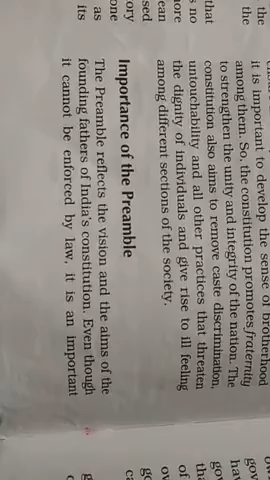 it is important to develop the sense of brotherhood
among them. So, the constitution promotes fraternity
to strengthen the unity and integrity of the nation. The
constitution also aims to remove caste discrimination,
untouchability and all other practices that threaten
the dignity of individuals and give rise to ill feeling
among different sections of the society.
Importance of the Preamble
The Preamble reflects the vision and the aims of the
founding fathers of India's constitution. Even though
it cannot be enforced by law, it is an important
the
the
that
no
sed
ory
one
as
its